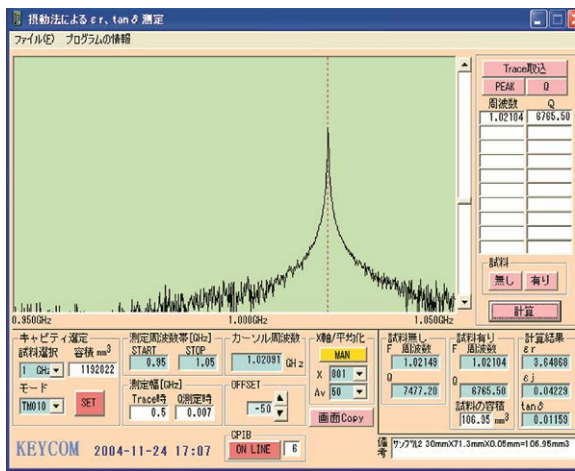 摂動法によるεr、tanδ 測定
ファイル(F) プログラムの情報
Trace取込
PEAK Q
周波数 Q
1.02104 6765.50
試料
無し 有り
計算
0.950GHz 1.000GHz 1.050GHz
キャビティ選定
試料選択 容積 mm3
1 GHz 1192022
モード
TM010 SET
測定周波数帯[GHz]
START STOP
0.95 1.05
測定幅[GHz]
Trace時 Q測定時
0.5 0.007
カーソル周波数
1.02091 GHz
OFFSET
-50
X軸/平均化
MAN
X 801
Av 50
画面Copy
試料無し
F 周波数
1.02149
Q
7477.20
試料有り
F 周波数
1.02104
Q
6765.50
試料の容積
106.95 mm3
計算結果
εr
3.64868
εj
0.04229
tanδ
0.01159
KEYCOM 2004-11-24 17:07
GPIB
ON LINE 6
備考 サンプル2 30mmX71.3mmX0.05mm=106.95mm3